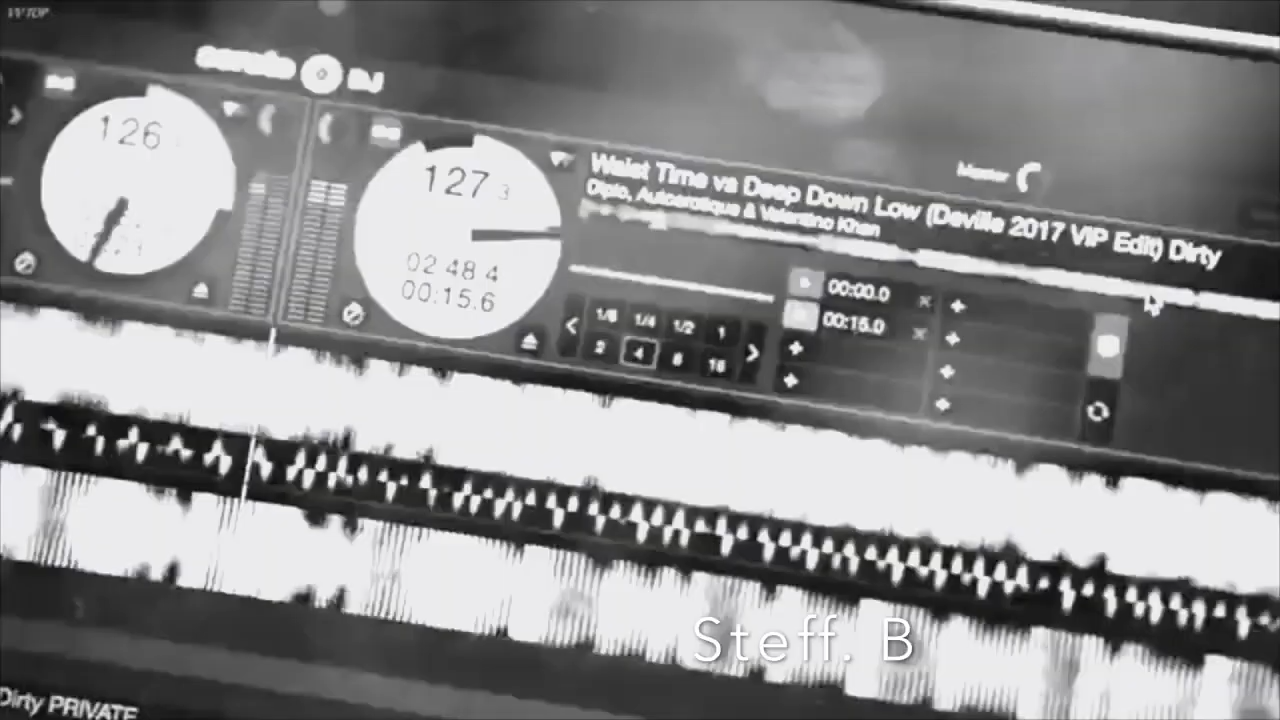 serato DJ
126
127.3
02:48.4
00:15.6
Waist Time vs Deep Down Low (Deville 2017 VIP Edit) Dirty
Diplo, Autoerotique & Valentino Khan
Master
1/8 1/4 1/2 1
2 4 8 16
00:00.0
00:15.0
Steff. B
Dirty PRIVATE